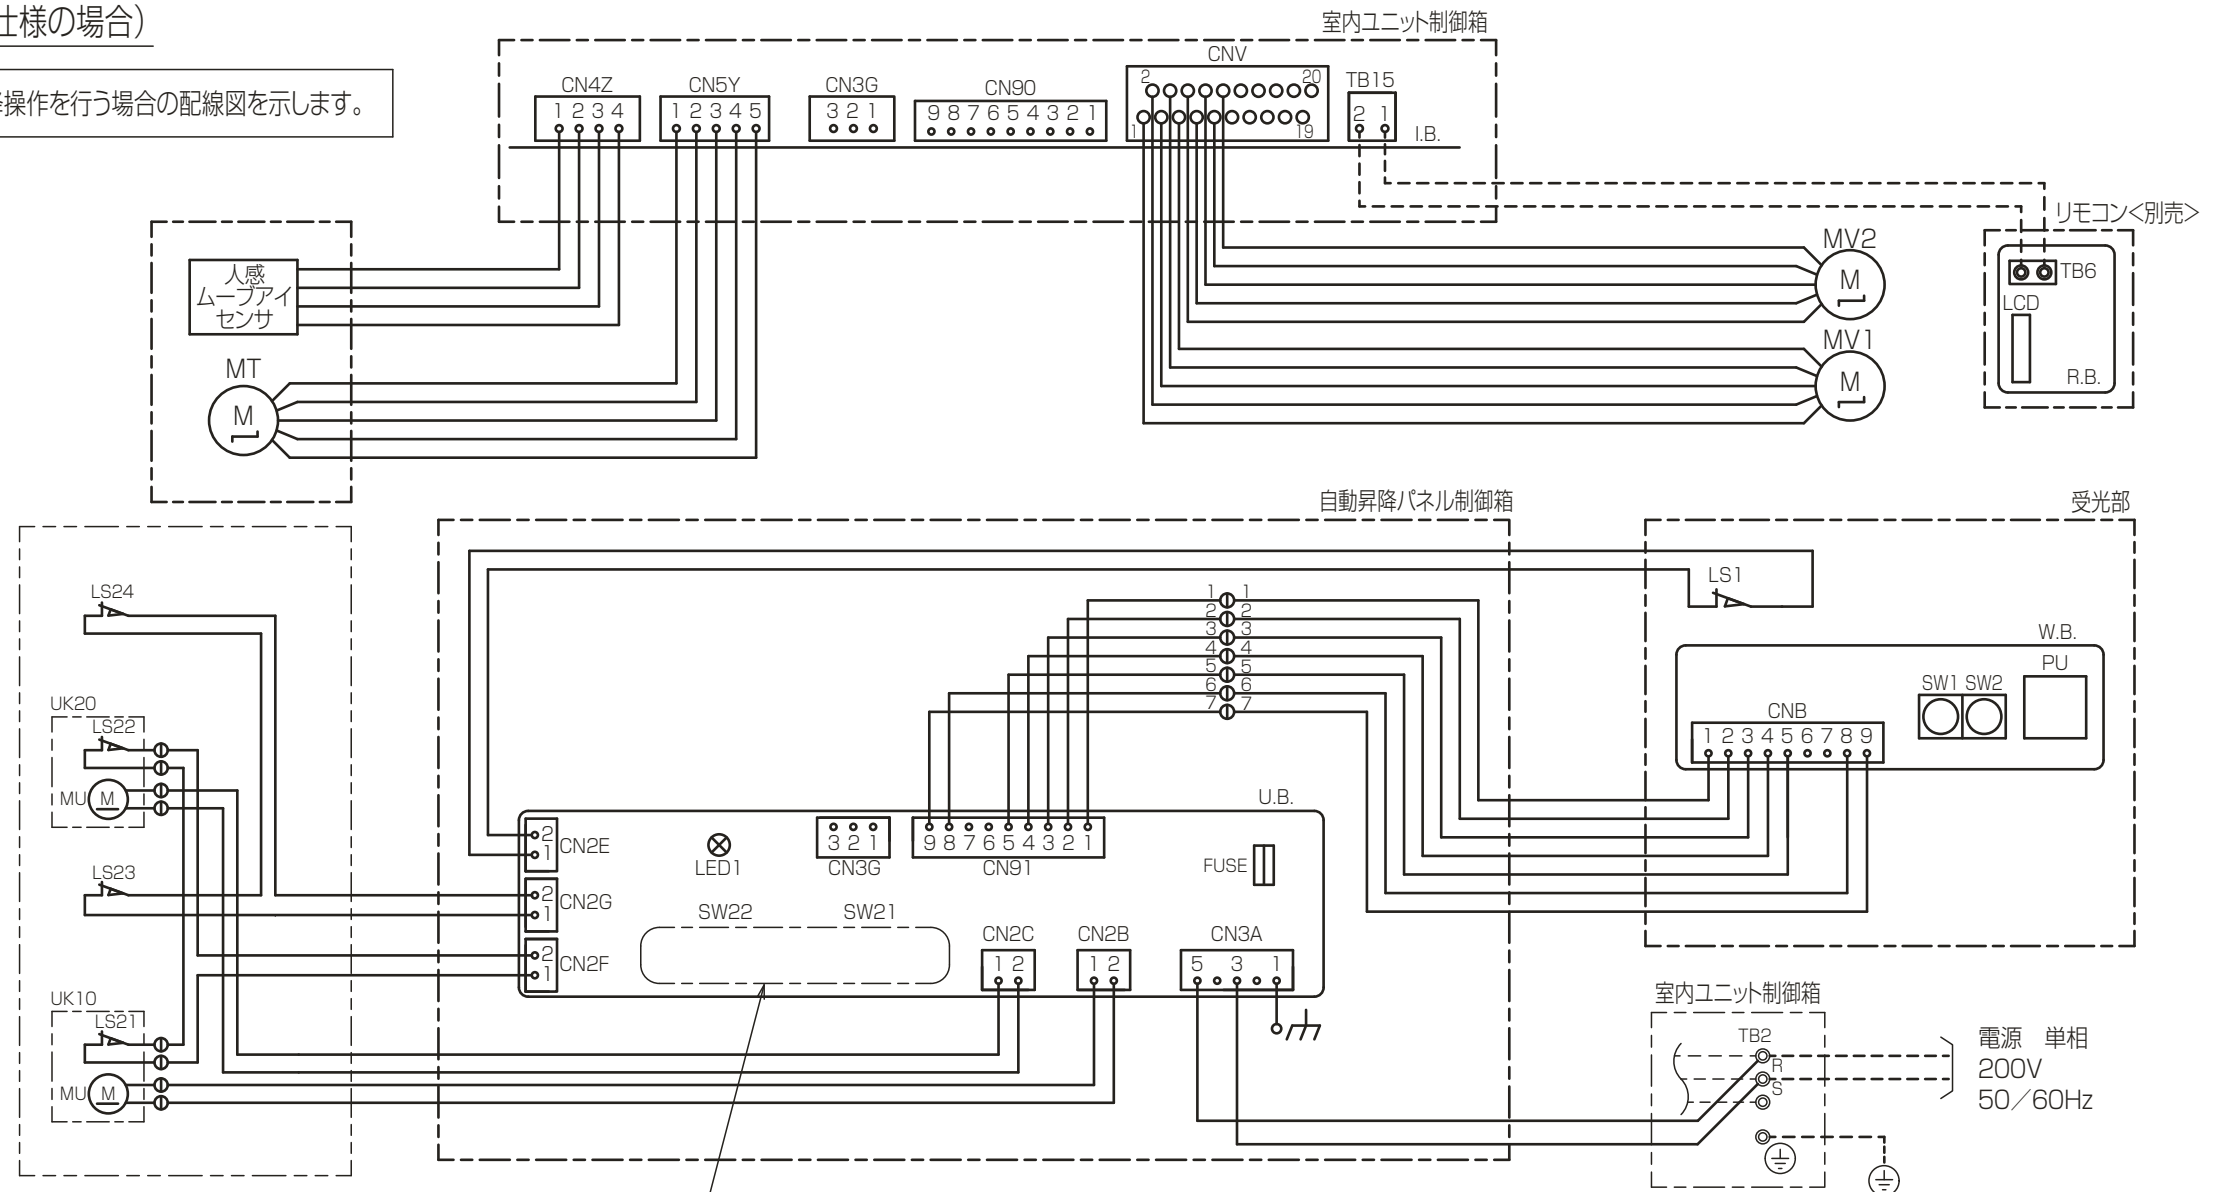 仕様の場合)
操作を行う場合の配線図を示します。
室内ユニット制御箱
CN4Z
1 2 3 4
CN5Y
1 2 3 4 5
CN3G
3 2 1
CN90
9 8 7 6 5 4 3 2 1
CNV
2
20
1
19
TB15
2 1
I.B.
リモコン<別売>
TB6
LCD
R.B.
人感
ムーブアイ
センサ
MT
M
MV2
M
MV1
M
自動昇降パネル制御箱
受光部
LS24
UK20
LS22
MU
M
LS23
UK10
LS21
MU
M
1 1
2 2
3 3
4 4
5 5
6 6
7 7
LS1
W.B.
PU
SW1 SW2
CNB
1 2 3 4 5 6 7 8 9
U.B.
2
1
CN2E
2
1
CN2G
2
1
CN2F
LED1
3 2 1
CN3G
9 8 7 6 5 4 3 2 1
CN91
FUSE
SW22
SW21
CN2C
1 2
CN2B
1 2
CN3A
5 3 1
室内ユニット制御箱
TB2
R
S
電源 単相
200V
50/60Hz